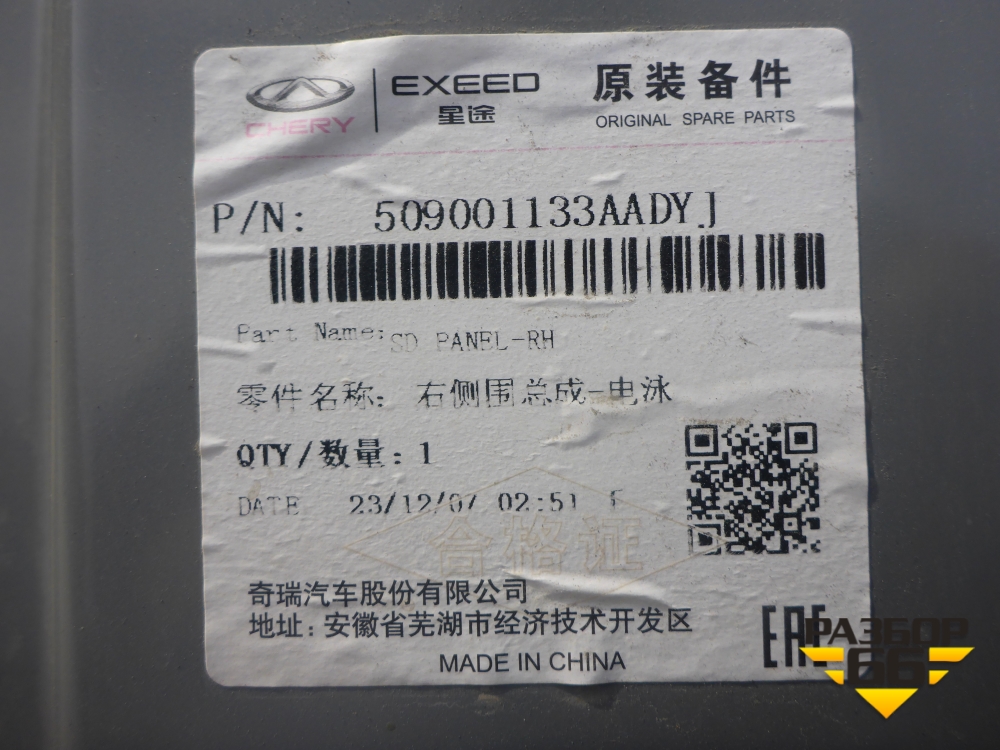 CHERY
EXEED
星途
原装备件
ORIGINAL SPARE PARTS
P/N: 509001133AADYJ
Part Name: SD PANEL-RH
零件名称: 右侧围总成-电泳
QTY/数量: 1
DATE 23/12/07 02:51
合格证
奇瑞汽车股份有限公司
地址: 安徽省芜湖市经济技术开发区
MADE IN CHINA
EAC
РАЗБОР
66